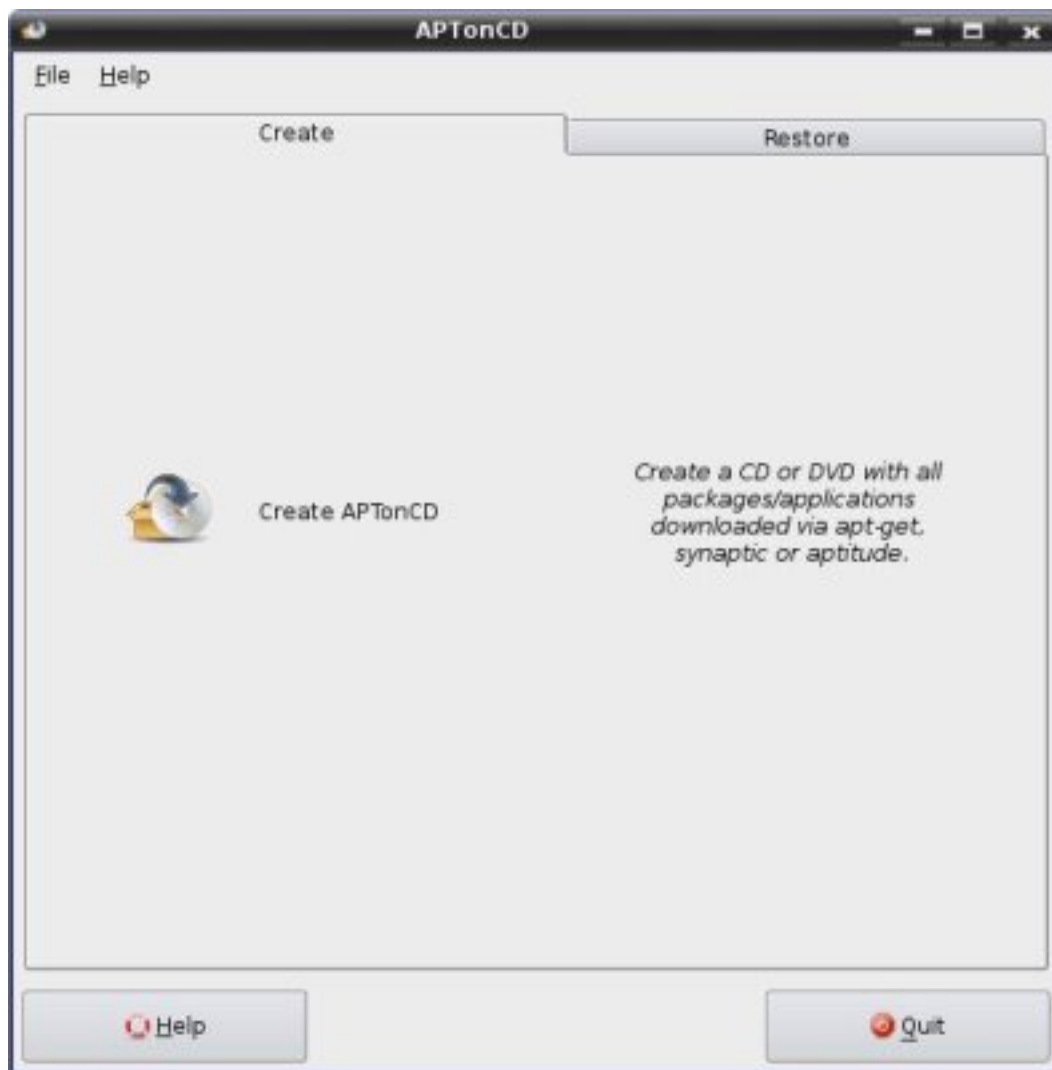 APTonCD
File Help
Create
Restore
Create APTonCD
Create a CD or DVD with all
packages/applications
downloaded via apt-get,
synaptic or aptitude.
Help
Quit